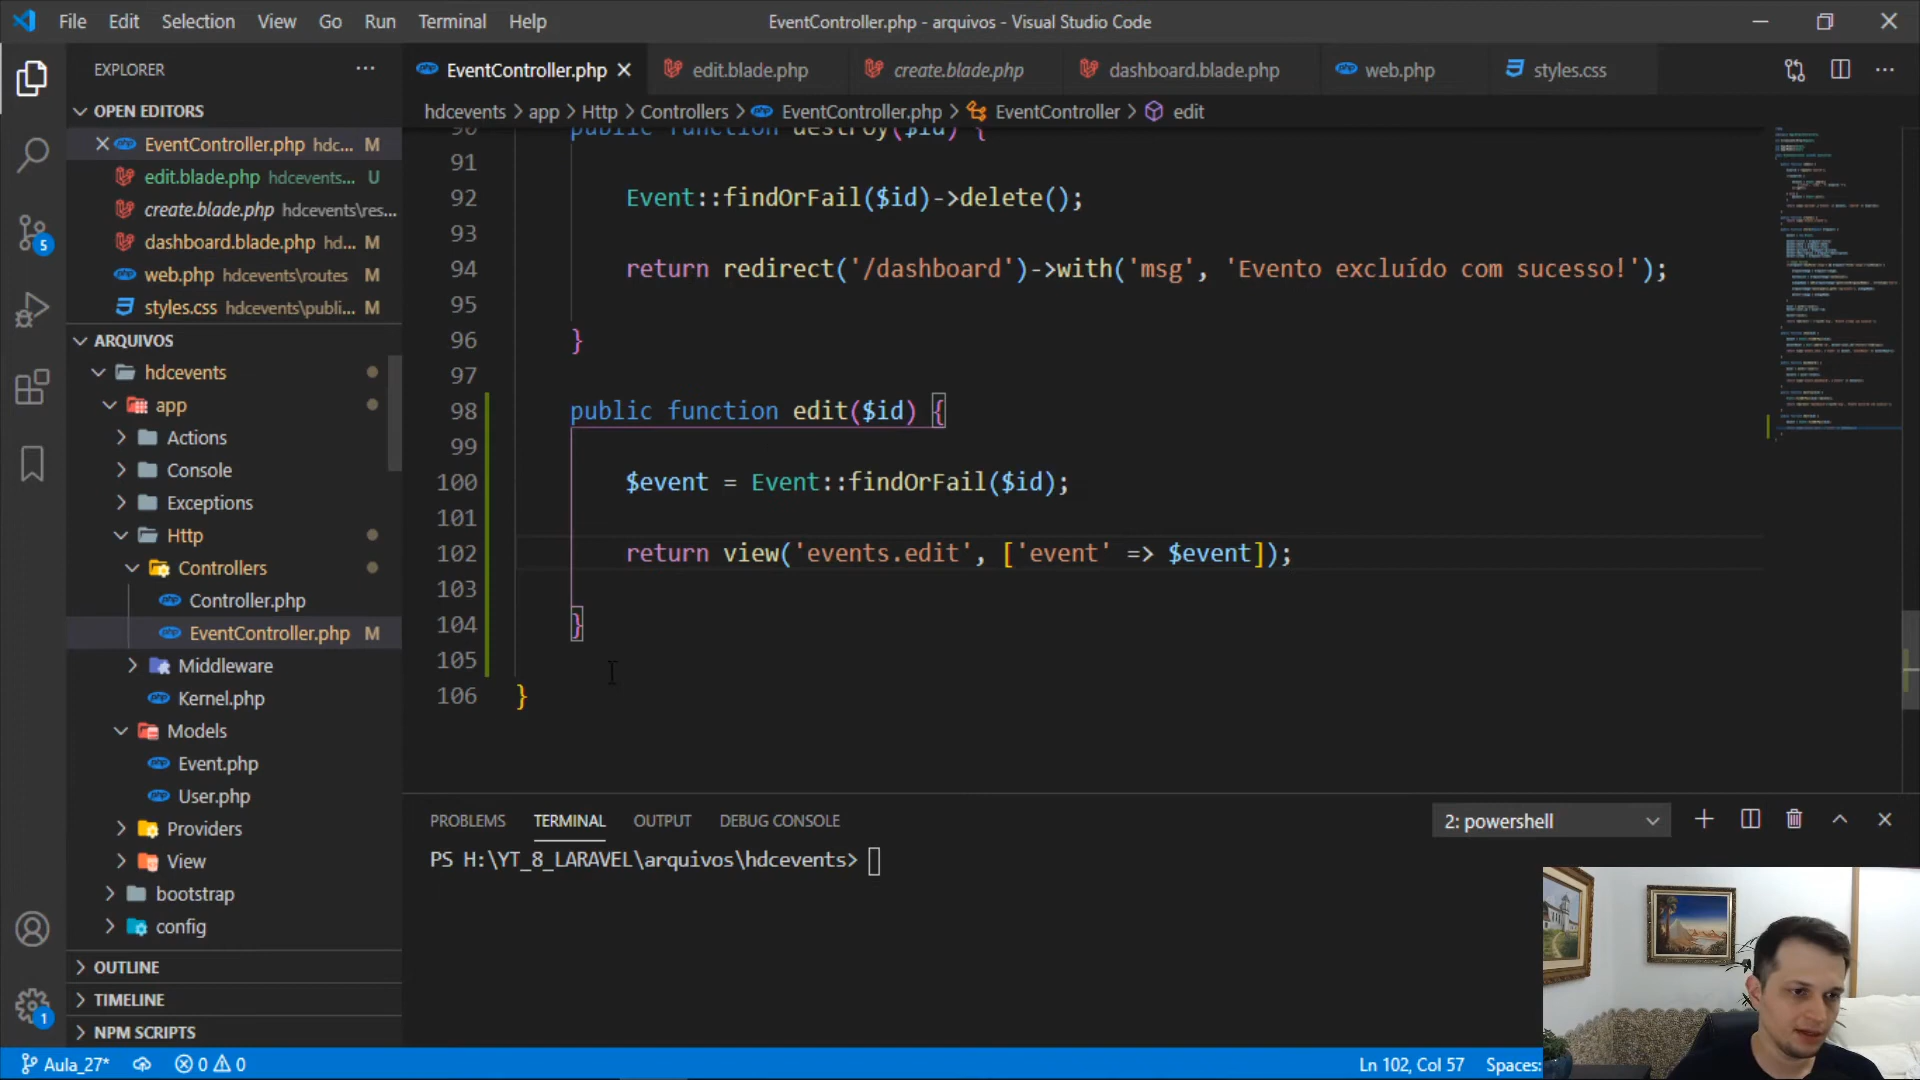 File Edit Selection View Go Run Terminal Help
EventController.php - arquivos - Visual Studio Code
EXPLORER
EventController.php
edit.blade.php
create.blade.php
dashboard.blade.php
web.php
styles.css
OPEN EDITORS
hdcevents > app > Http > Controllers > EventController.php > EventController > edit
EventController.php hdc... M
edit.blade.php hdcevents... U
create.blade.php hdcevents\res...
dashboard.blade.php hd... M
web.php hdcevents\routes M
styles.css hdcevents\publi... M
ARQUIVOS
hdcevents
app
Actions
Console
Exceptions
Http
Controllers
Controller.php
EventController.php M
Middleware
Kernel.php
Models
Event.php
User.php
Providers
View
bootstrap
config
OUTLINE
TIMELINE
NPM SCRIPTS
90 public function destroy($id) {
91
92 Event::findOrFail($id)->delete();
93
94 return redirect('/dashboard')->with('msg', 'Evento excluído com sucesso!');
95
96 }
97
98 public function edit($id) {
99
100 $event = Event::findOrFail($id);
101
102 return view('events.edit', ['event' => $event]);
103
104 }
105
106 }
PROBLEMS TERMINAL OUTPUT DEBUG CONSOLE
2: powershell
PS H:\YT_8_LARAVEL\arquivos\hdcevents>
5
1
Aula_27* 0 0
Ln 102, Col 57 Spaces: